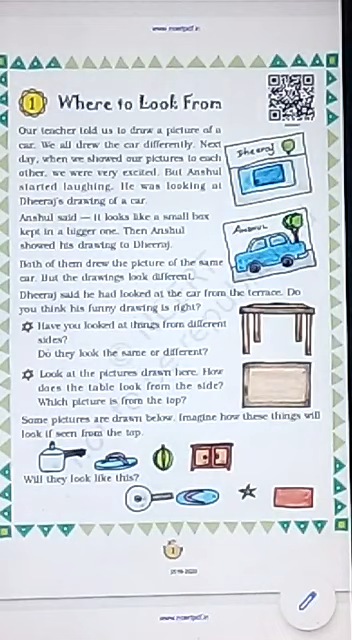 www.ncertpdf.in
1 Where to Look From
Our teacher told us to draw a picture of a
car. We all drew the car differently. Next
day, when we showed our pictures to each
other, we were very excited. But Anshul
started laughing. He was looking at
Dheeraj's drawing of a car.
Dheeraj
Anshul said — it looks like a small box
kept in a bigger one. Then Anshul
showed his drawing to Dheeraj.
Anshul
Both of them drew the picture of the same
car. But the drawings look different.
Dheeraj said he had looked at the car from the terrace. Do
you think his funny drawing is right?
Have you looked at things from different
sides?
Do they look the same or different?
Look at the pictures drawn here. How
does the table look from the side?
Which picture is from the top?
Some pictures are drawn below. Imagine how these things will
look if seen from the top.
Will they look like this?
1
2019-2020
www.ncertpdf.in